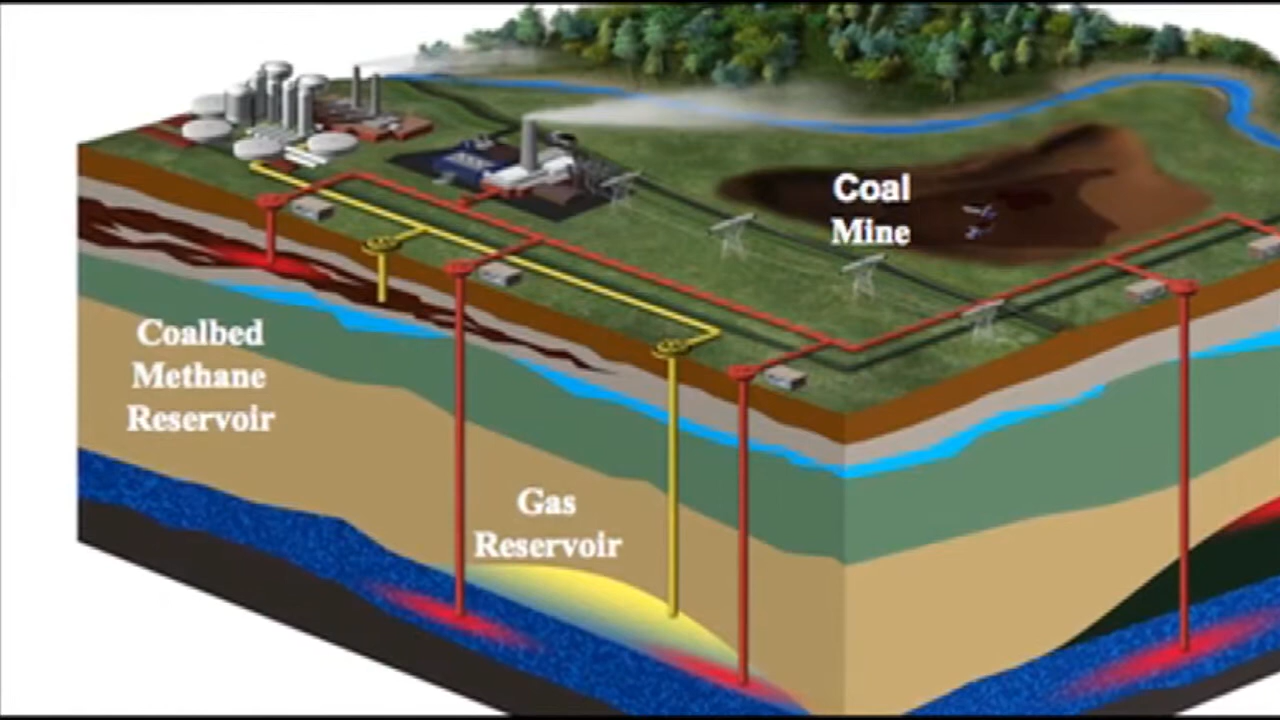 Coal
Mine
Coalbed
Methane
Reservoir
Gas
Reservoir